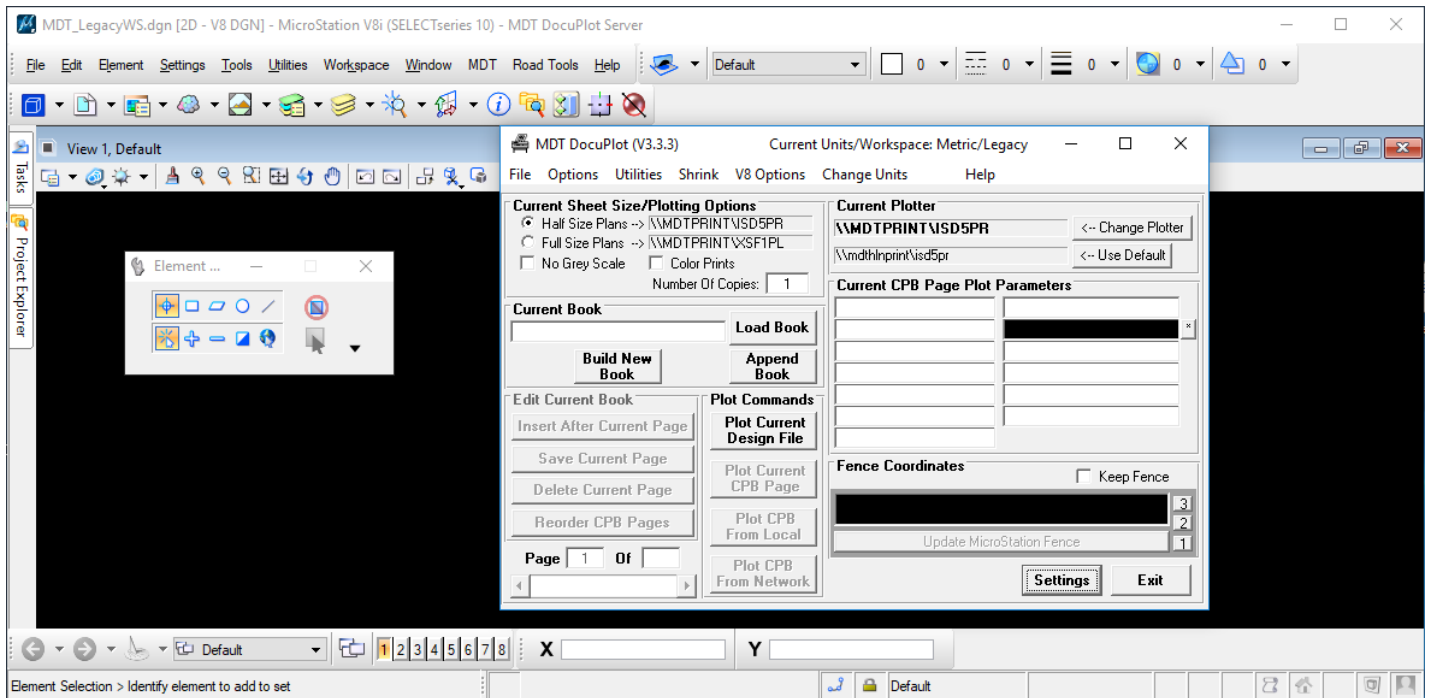 MDT_LegacyWS.dgn [2D - V8 DGN] - MicroStation V8i (SELECTseries 10) - MDT DocuPlot Server
File Edit Element Settings Tools Utilities Workspace Window MDT Road Tools Help Default 0 0 0 0 0
View 1, Default
Tasks
Project Explorer
Element ...
MDT DocuPlot (V3.3.3) Current Units/Workspace: Metric/Legacy
File Options Utilities Shrink V8 Options Change Units Help
Current Sheet Size/Plotting Options
Half Size Plans --> \\MDTPRINT\ISD5PR
Full Size Plans --> \\MDTPRINT\XSF1PL
No Grey Scale Color Prints
Number Of Copies: 1
Current Book
Load Book
Build New Book
Append Book
Edit Current Book
Insert After Current Page
Save Current Page
Delete Current Page
Reorder CPB Pages
Page 1 Of
Plot Commands
Plot Current Design File
Plot Current CPB Page
Plot CPB From Local
Plot CPB From Network
Current Plotter
\\MDTPRINT\ISD5PR <-- Change Plotter
\\mdthlnprint\isd5pr <-- Use Default
Current CPB Page Plot Parameters
*
Fence Coordinates Keep Fence
3
2
Update MicroStation Fence 1
Settings Exit
Default 1 2 3 4 5 6 7 8 X Y
Element Selection > Identify element to add to set Default